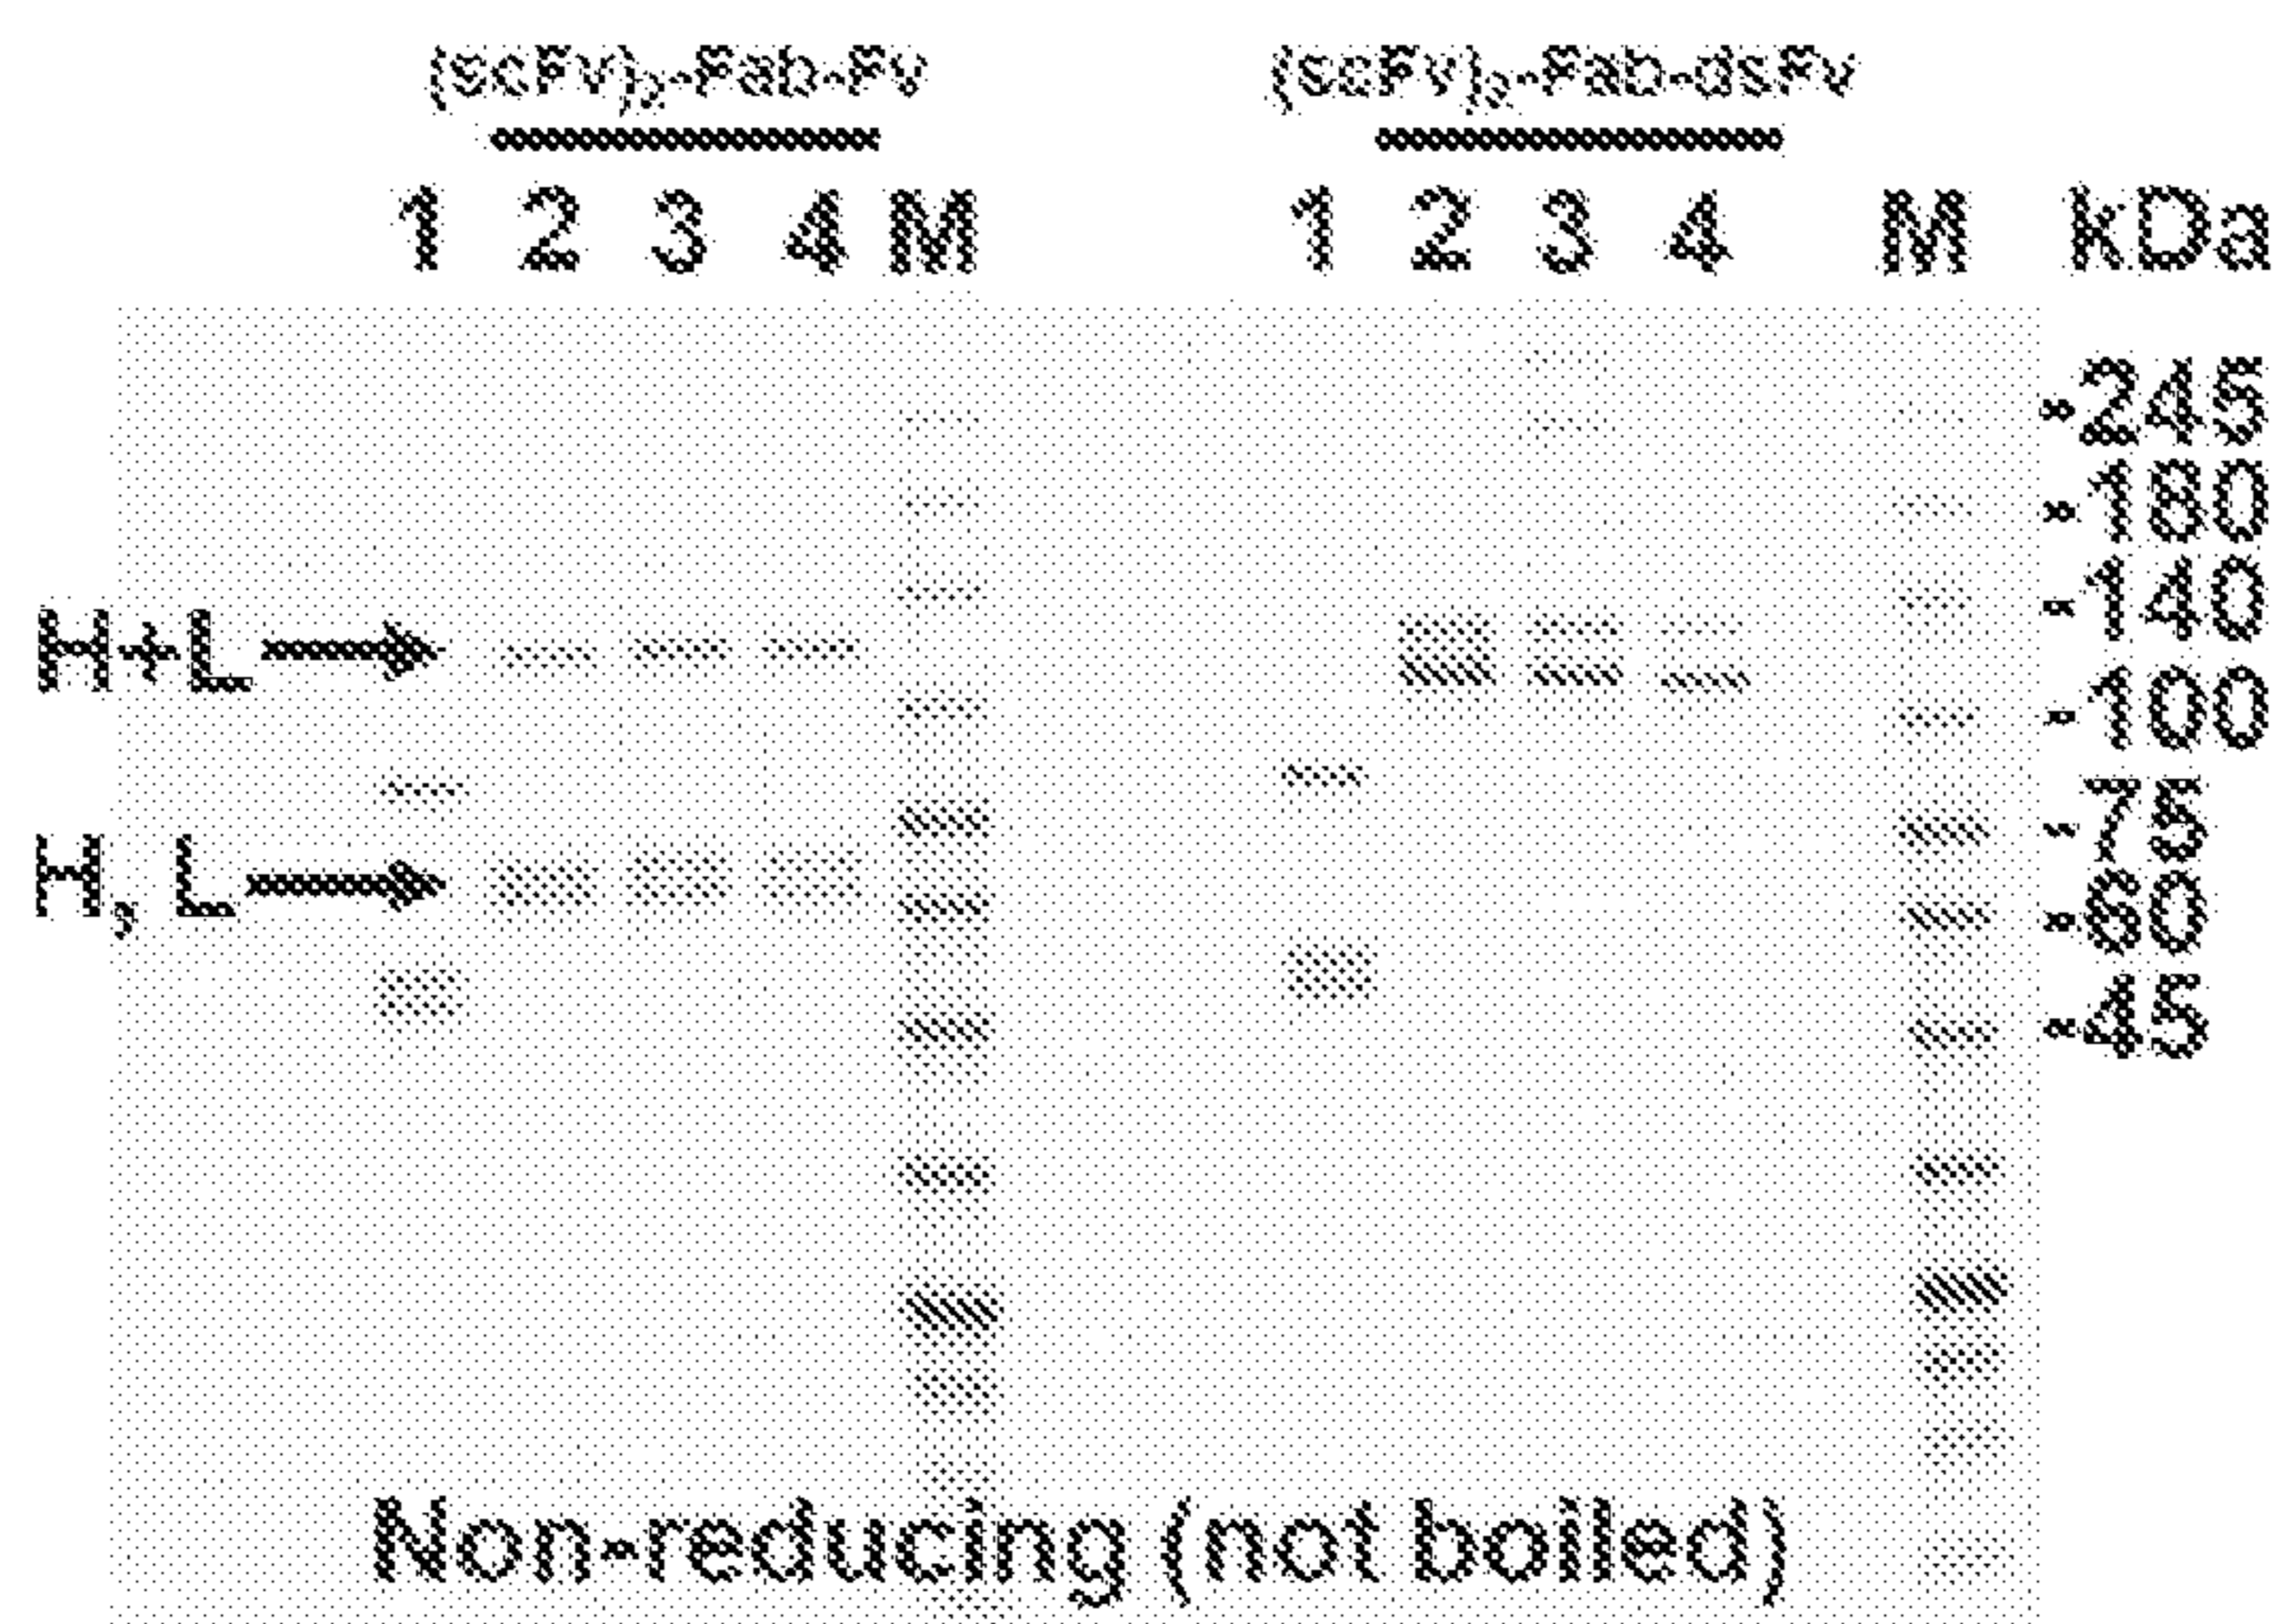 (scFv)₂-Fab-Fv (scFv)₂-Fab-dsFv
1 2 3 4 M 1 2 3 4 M kDa
-245
-180
-140
H+L
-100
-75
H, L
-60
-45
Non-reducing (not boiled)